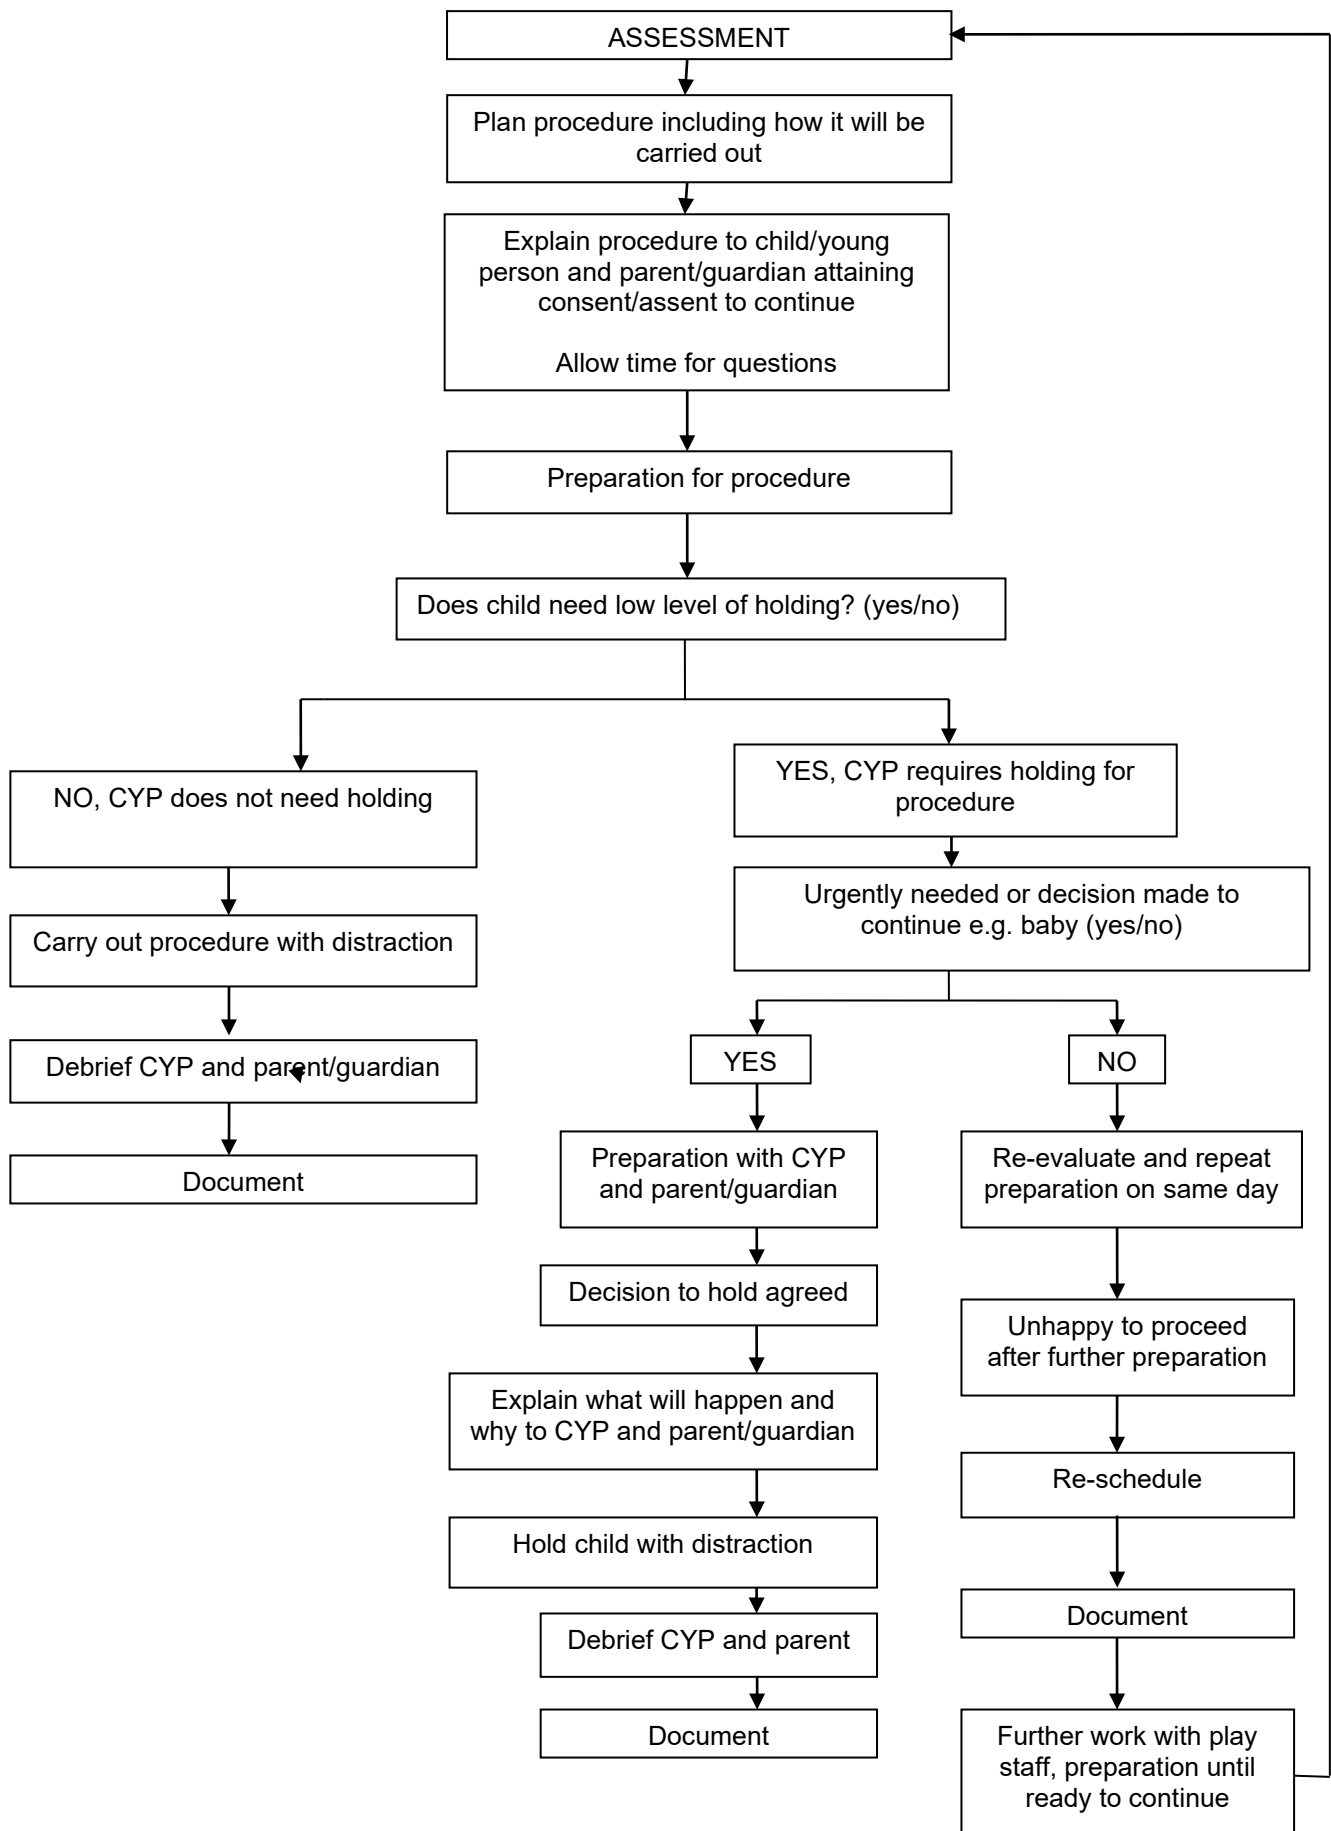 ASSESSMENT
Plan procedure including how it will be
carried out
Explain procedure to child/young
person and parent/guardian attaining
consent/assent to continue
Allow time for questions
Preparation for procedure
Does child need low level of holding? (yes/no)
NO, CYP does not need holding
Carry out procedure with distraction
Debrief CYP and parent/guardian
Document
YES, CYP requires holding for
procedure
Urgently needed or decision made to
continue e.g. baby (yes/no)
YES
Preparation with CYP
and parent/guardian
Decision to hold agreed
Explain what will happen and
why to CYP and parent/guardian
Hold child with distraction
Debrief CYP and parent
Document
NO
Re-evaluate and repeat
preparation on same day
Unhappy to proceed
after further preparation
Re-schedule
Document
Further work with play
staff, preparation until
ready to continue